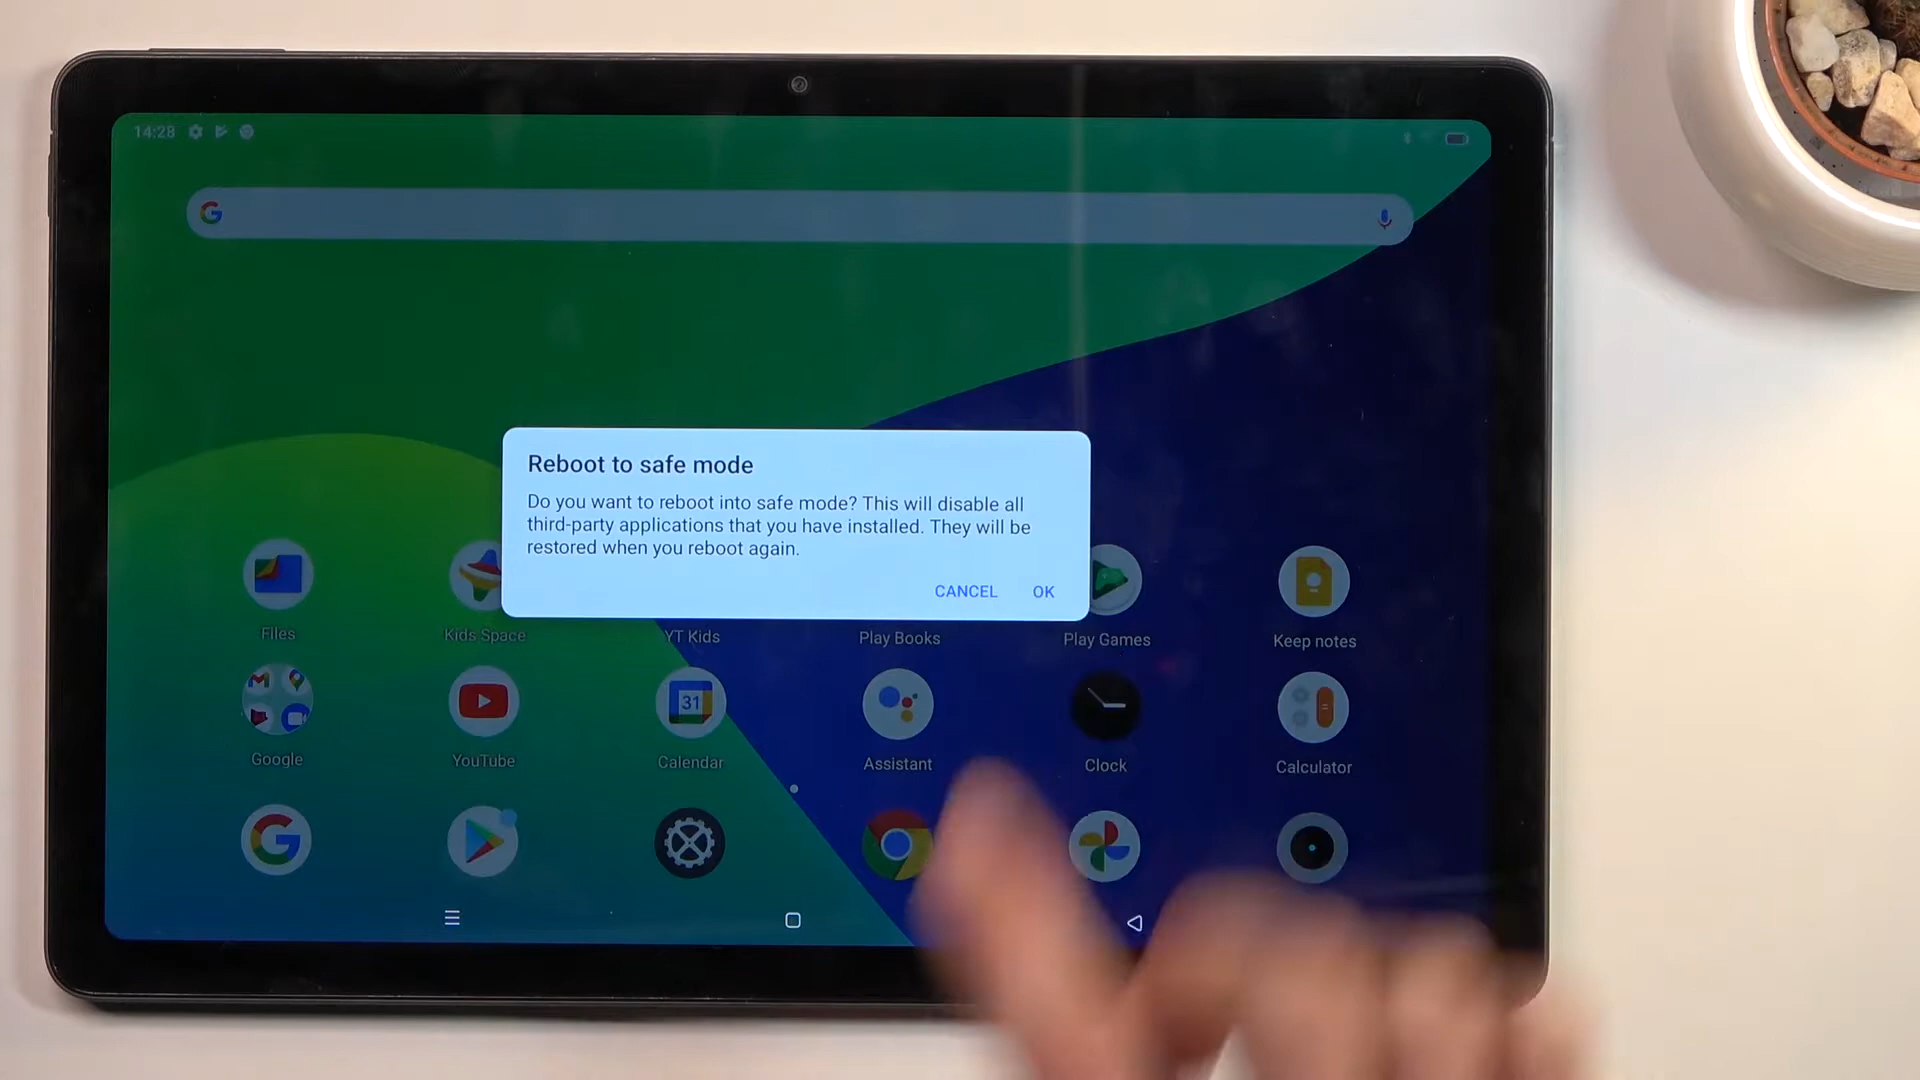 14:28
Reboot to safe mode
Do you want to reboot into safe mode? This will disable all
third-party applications that you have installed. They will be
restored when you reboot again.
CANCEL OK
Files Kids Space YT Kids Play Books Play Games Keep notes
31
Google YouTube Calendar Assistant Clock Calculator